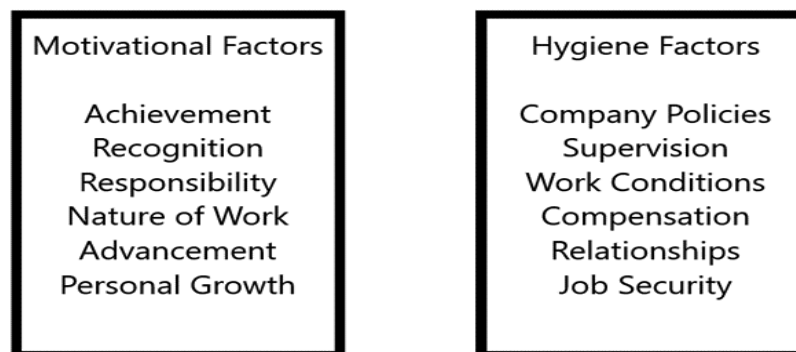 Motivational Factors
Achievement
Recognition
Responsibility
Nature of Work
Advancement
Personal Growth
Hygiene Factors
Company Policies
Supervision
Work Conditions
Compensation
Relationships
Job Security